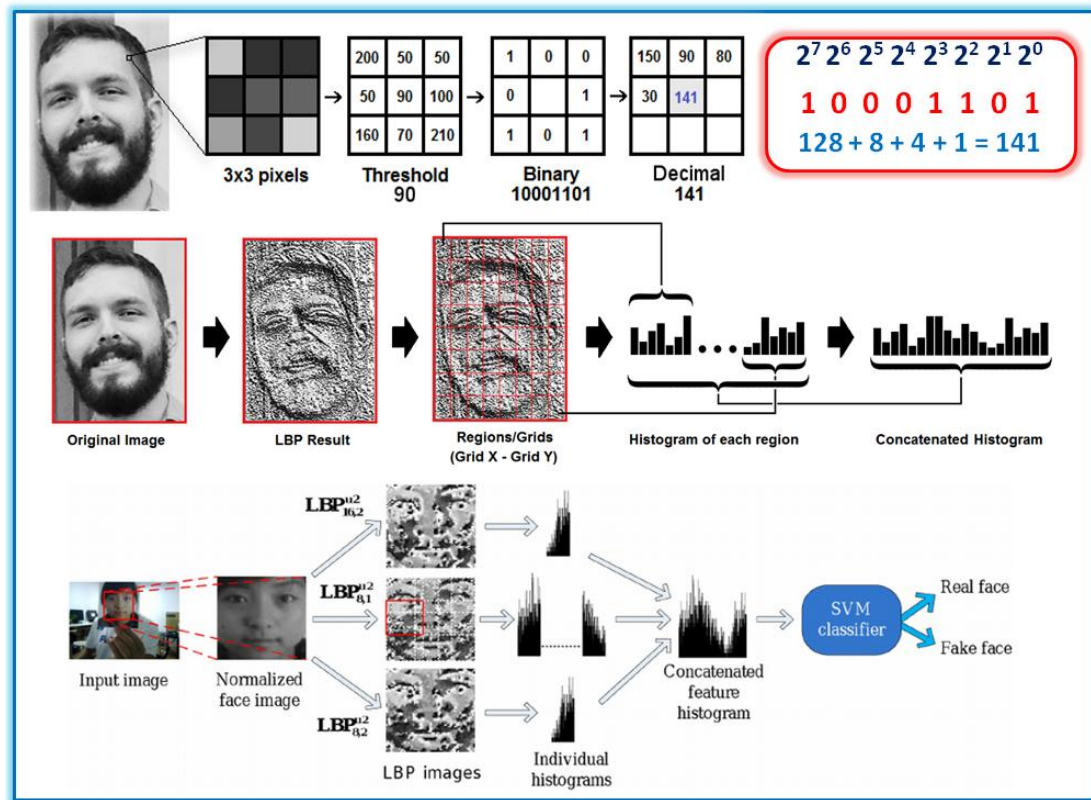 200 50 50
50 90 100
160 70 210
1 0 0
0 1
1 0 1
150 90 80
30 141
3x3 pixels
Threshold
90
Binary
10001101
Decimal
141
2⁷ 2⁶ 2⁵ 2⁴ 2³ 2² 2¹ 2⁰
1 0 0 0 1 1 0 1
128 + 8 + 4 + 1 = 141
Original Image
LBP Result
Regions/Grids
(Grid X - Grid Y)
Histogram of each region
Concatenated Histogram
LBP^u2_16,2
LBP^u2_8,1
LBP^u2_8,2
Input image
Normalized
face image
LBP images
Individual
histograms
Concatenated
feature
histogram
SVM
classifier
Real face
Fake face